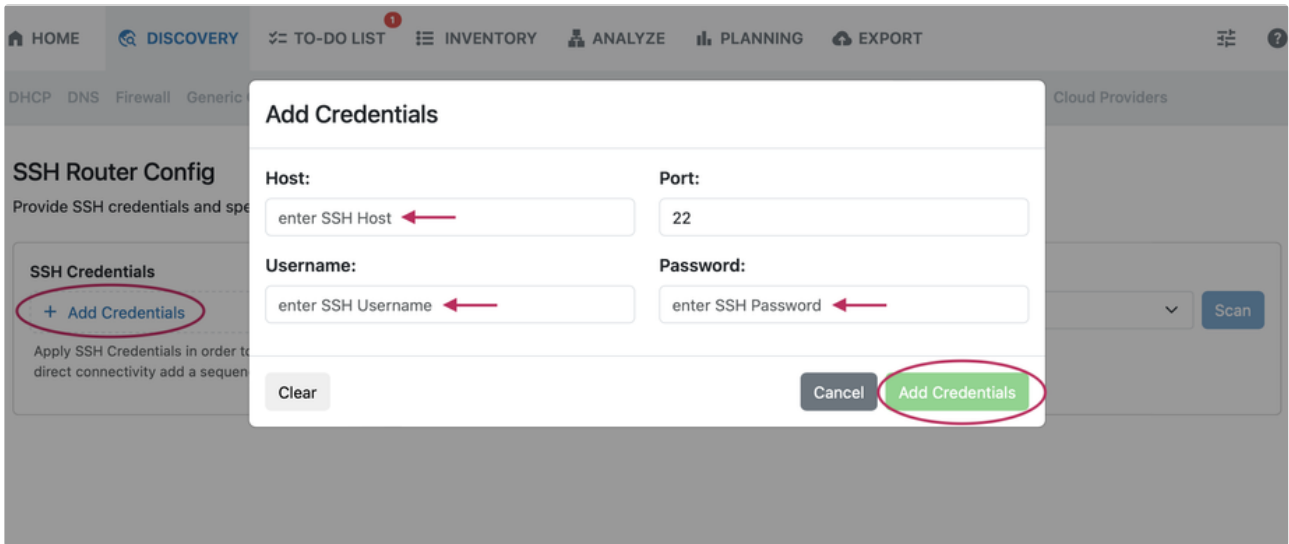 HOME DISCOVERY TO-DO LIST 1 INVENTORY ANALYZE PLANNING EXPORT ?
DHCP DNS Firewall Generic Cloud Providers
Add Credentials
SSH Router Config
Provide SSH credentials and spe
Host: Port:
enter SSH Host 22
SSH Credentials
Username: Password:
+ Add Credentials
enter SSH Username enter SSH Password
Scan
Apply SSH Credentials in order to
direct connectivity add a sequen
Clear Cancel Add Credentials